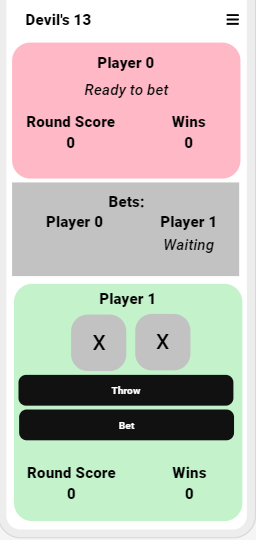 Devil's 13
Player 0
Ready to bet
Round Score Wins
0 0
Bets:
Player 0 Player 1
Waiting
Player 1
X X
Throw
Bet
Round Score Wins
0 0